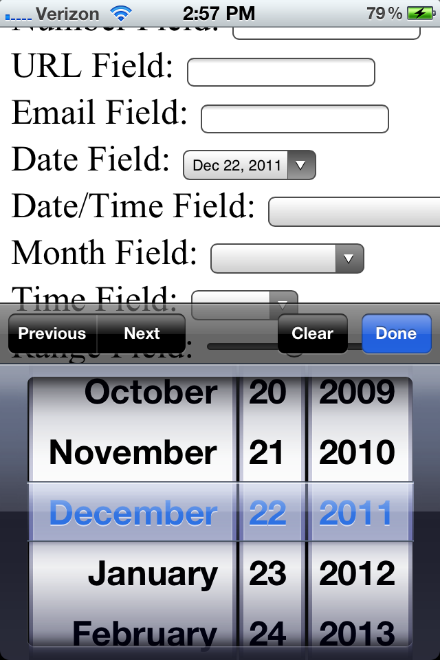 Verizon 2:57 PM 79%
Number Field:
URL Field:
Email Field:
Date Field: Dec 22, 2011
Date/Time Field:
Month Field:
Time Field:
Range Field:
Previous Next Clear Done
October 20 2009
November 21 2010
December 22 2011
January 23 2012
February 24 2013